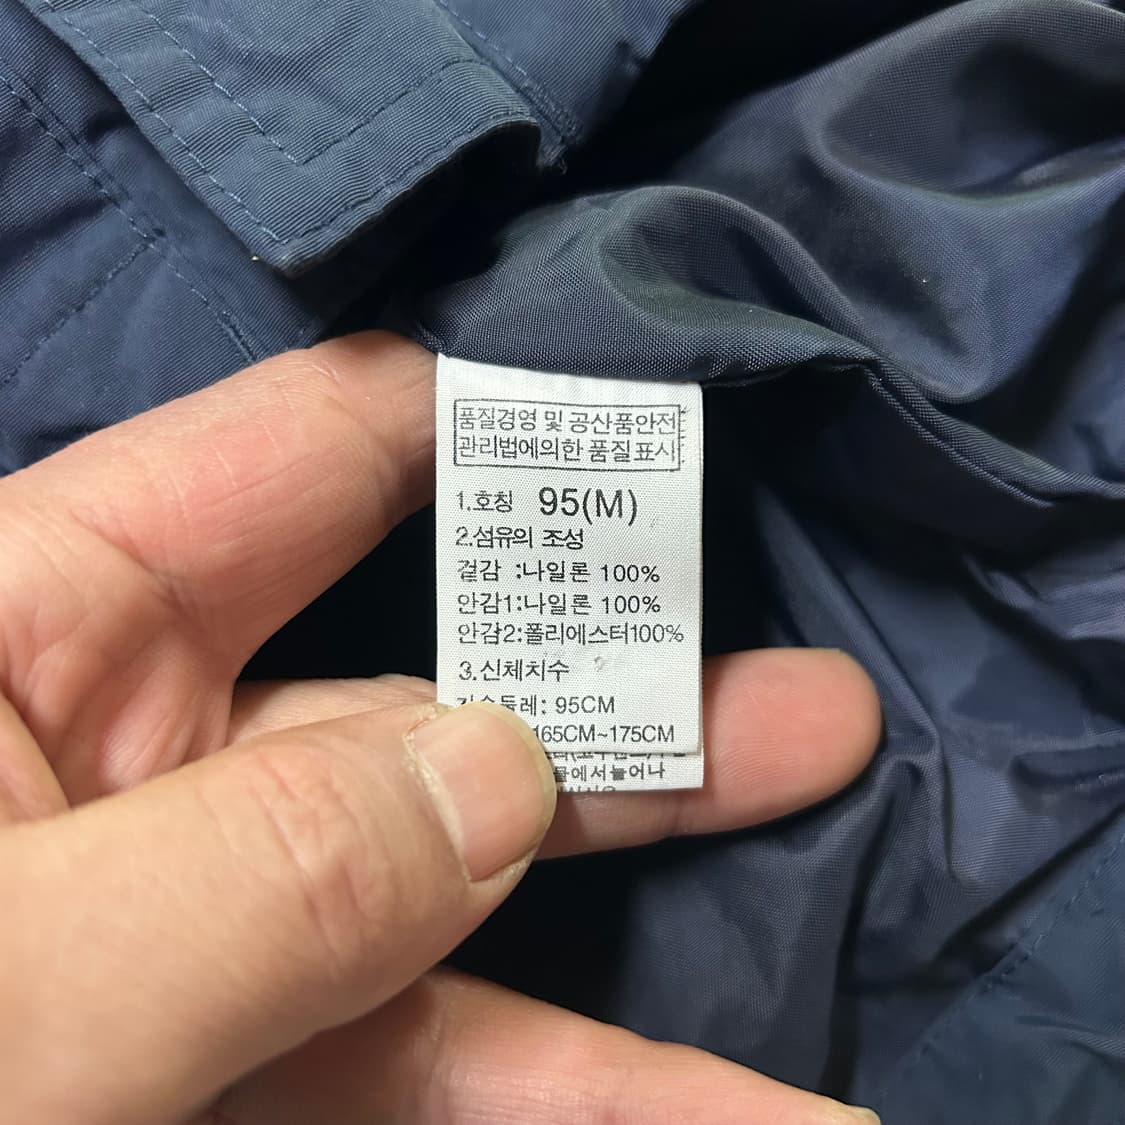 품질경영 및 공산품안전
관리법에의한 품질표시
1.호칭 95(M)
2.섬유의 조성
겉감 :나일론 100%
안감1:나일론 100%
안감2:폴리에스터100%
3.신체치수
가슴둘레: 95CM
165CM~175CM
늘어나